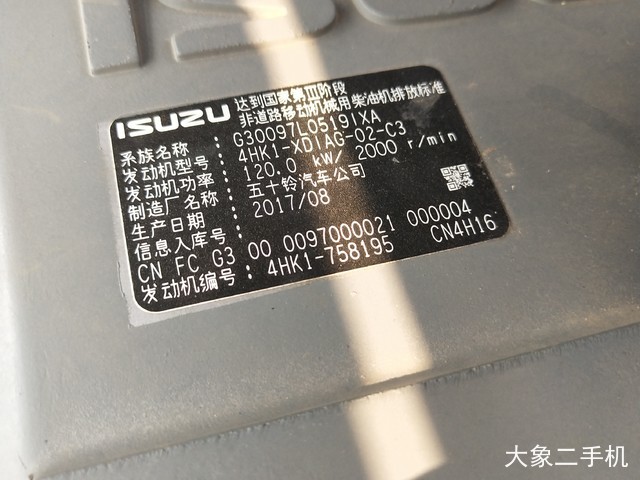 ISUZU 达到国家第III阶段
非道路移动机械用柴油机排放标准
系族名称 : G30097L0519IXA
发动机型号 : 4HK1-XDIAG-02-C3
发动机功率 : 120.0 kW/ 2000 r/min
制造厂名称 : 五十铃汽车公司
生产日期 : 2017/08
信息入库号 :
CN FC G3 00 0097000021 000004
发动机编号 : 4HK1-758195 CN4H16
大象二手机